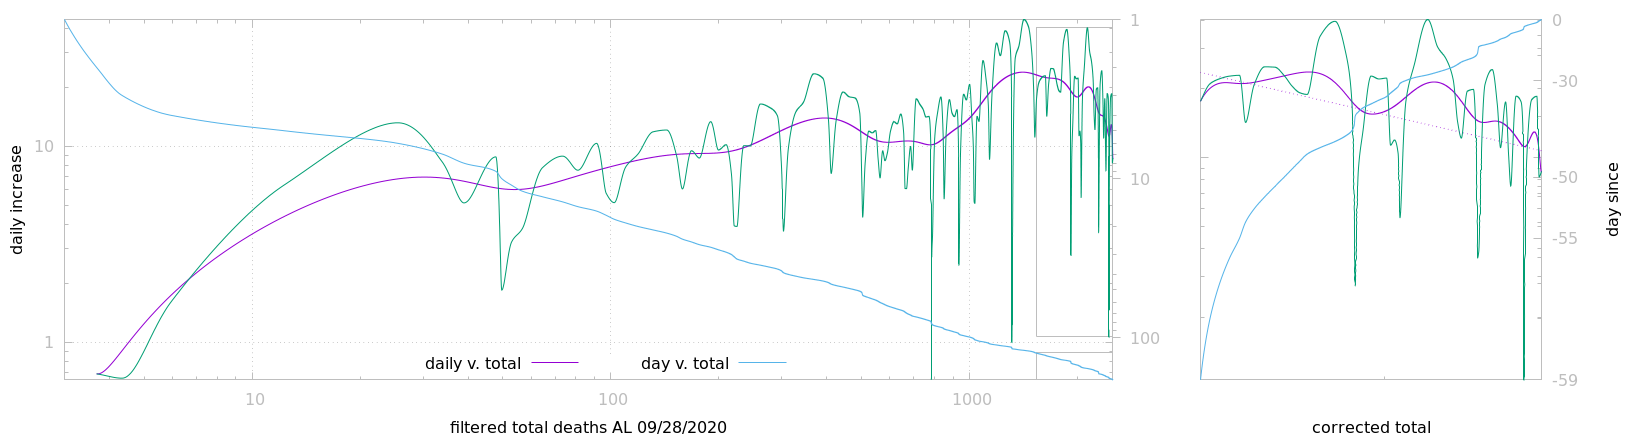 1
0
-30
10
daily increase
10
-50
day since
-55
1
100
daily v. total
day v. total
-59
10
100
1000
filtered total deaths AL 09/28/2020
corrected total